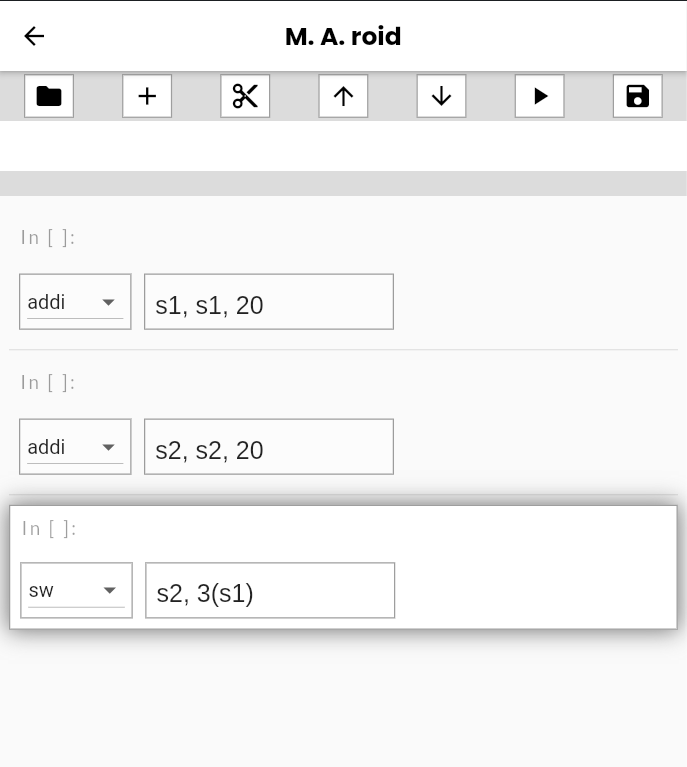 M. A. roid
In [ ]:
addi s1, s1, 20
In [ ]:
addi s2, s2, 20
In [ ]:
sw s2, 3(s1)